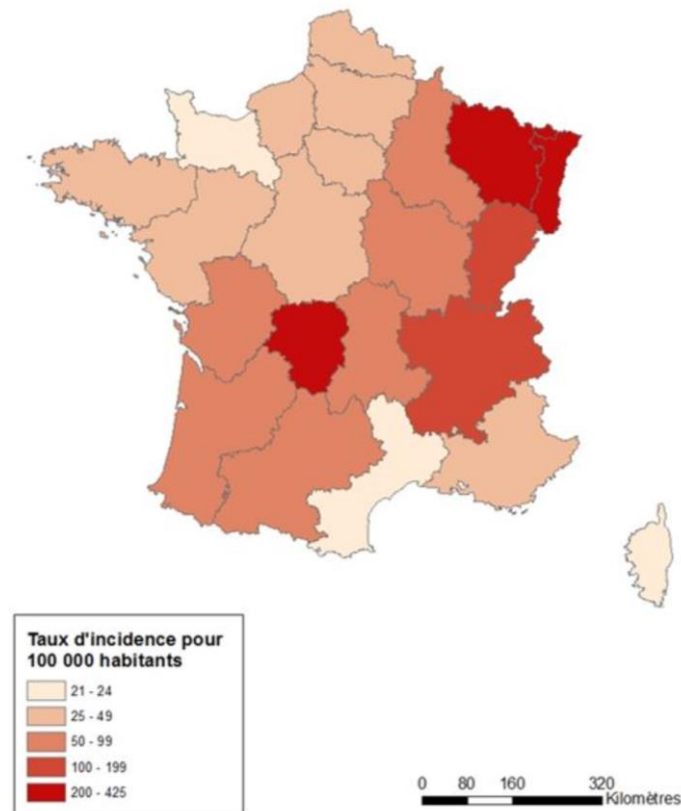 Taux d'incidence pour
100 000 habitants
21 - 24
25 - 49
50 - 99
100 - 199
200 - 425
0 80 160 320
Kilomètres